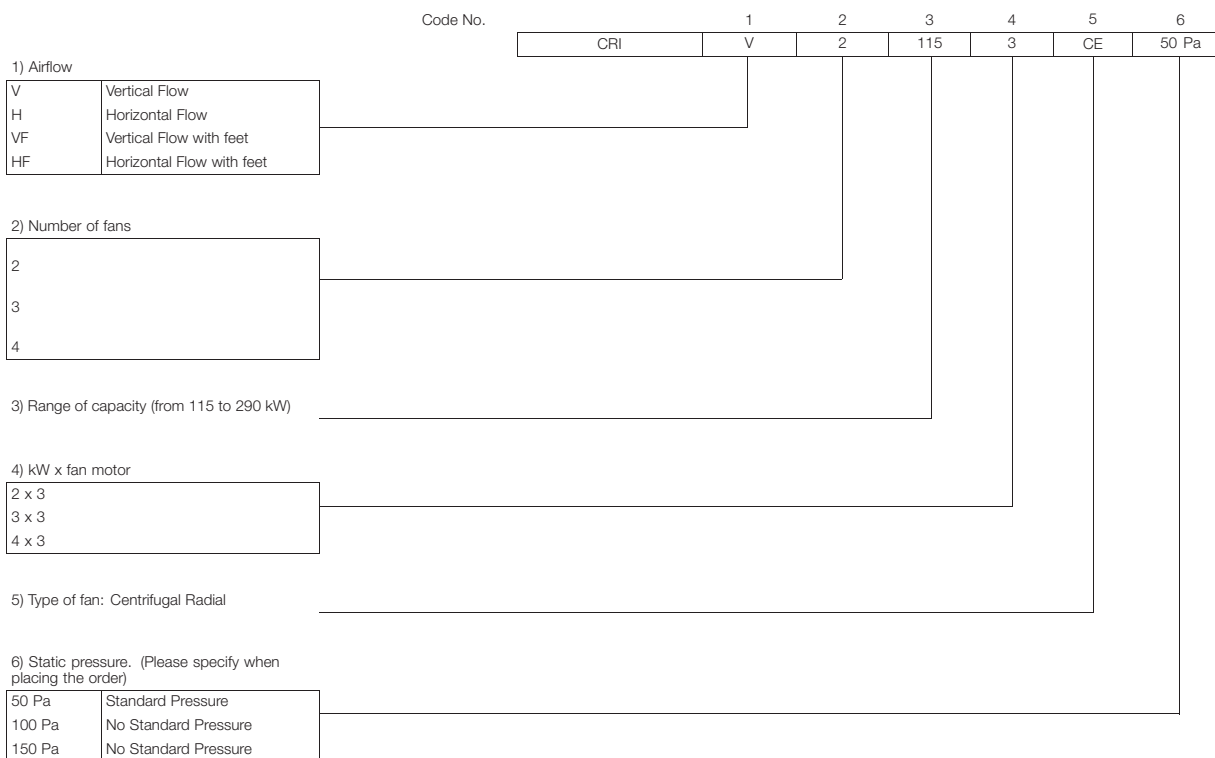 Code No. 1 2 3 4 5 6
CRI V 2 115 3 CE 50 Pa
1) Airflow
V Vertical Flow
H Horizontal Flow
VF Vertical Flow with feet
HF Horizontal Flow with feet
2) Number of fans
2
3
4
3) Range of capacity (from 115 to 290 kW)
4) kW x fan motor
2 x 3
3 x 3
4 x 3
5) Type of fan: Centrifugal Radial
6) Static pressure. (Please specify when
placing the order)
50 Pa Standard Pressure
100 Pa No Standard Pressure
150 Pa No Standard Pressure